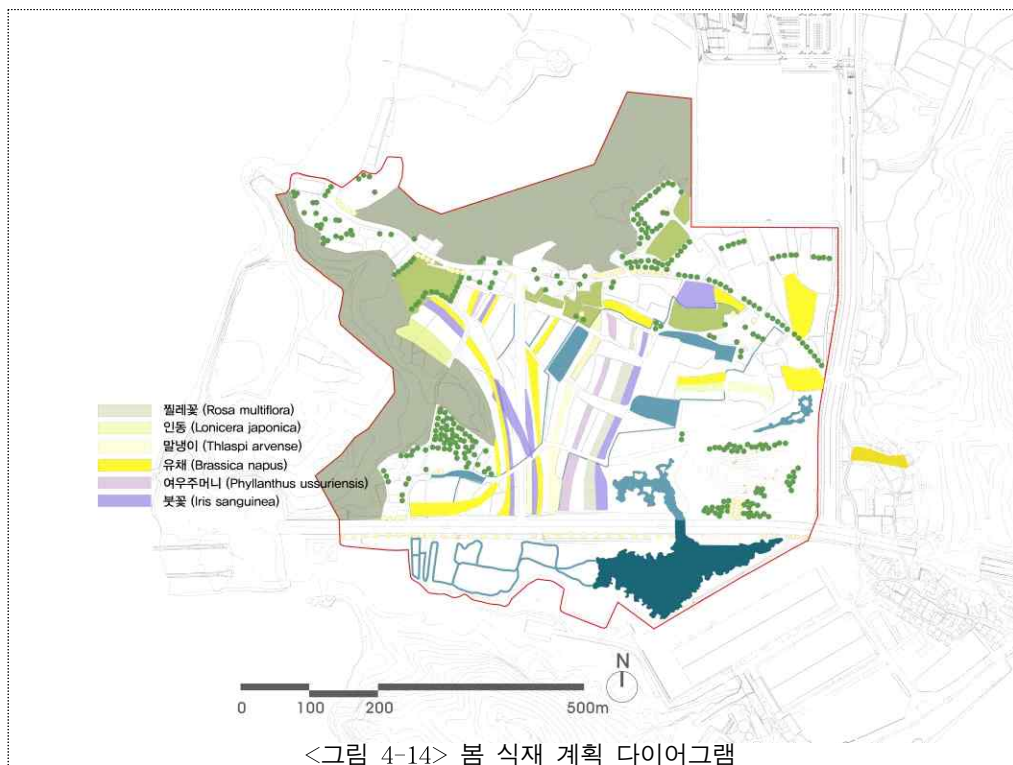 찔레꽃 (Rosa multiflora)
인동 (Lonicera japonica)
말냉이 (Thlaspi arvense)
유채 (Brassica napus)
여우주머니 (Phyllanthus ussuriensis)
붓꽃 (Iris sanguinea)
N
0 100 200 500m
<그림 4-14> 봄 식재 계획 다이어그램